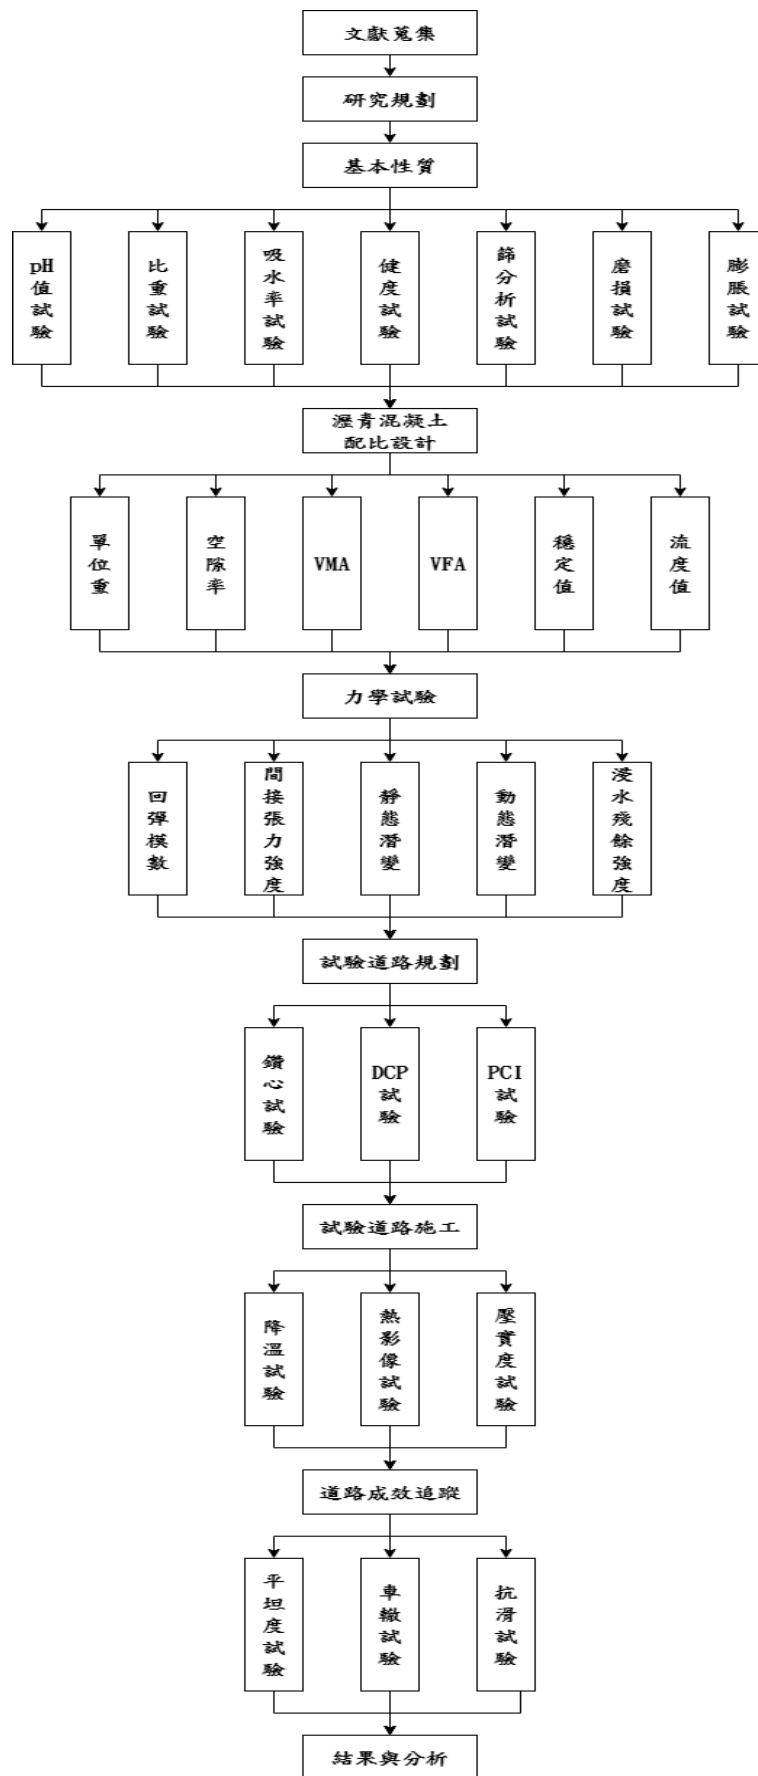 文獻蒐集
研究規劃
基本性質
pH值試驗
比重試驗
吸水率試驗
健度試驗
篩分析試驗
磨損試驗
膨脹試驗
瀝青混凝土
配比設計
單位重
空隙率
VMA
VFA
穩定值
流度值
力學試驗
回彈模數
間接張力強度
靜態潛變
動態潛變
浸水殘餘強度
試驗道路規劃
鑽心試驗
DCP試驗
PCI試驗
試驗道路施工
降溫試驗
熱影像試驗
壓實度試驗
道路成效追蹤
平坦度試驗
車轍試驗
抗滑試驗
結果與分析